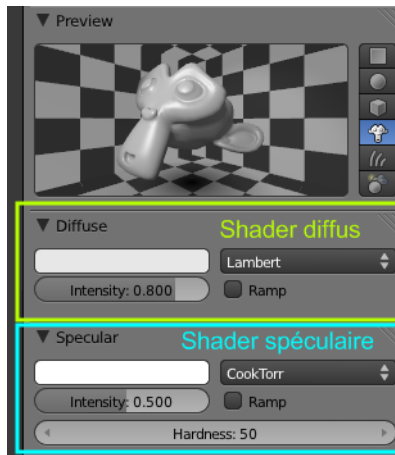 Preview
Diffuse
Shader diffus
Lambert
Intensity: 0.800
Ramp
Specular
Shader spéculaire
CookTorr
Intensity: 0.500
Ramp
Hardness: 50